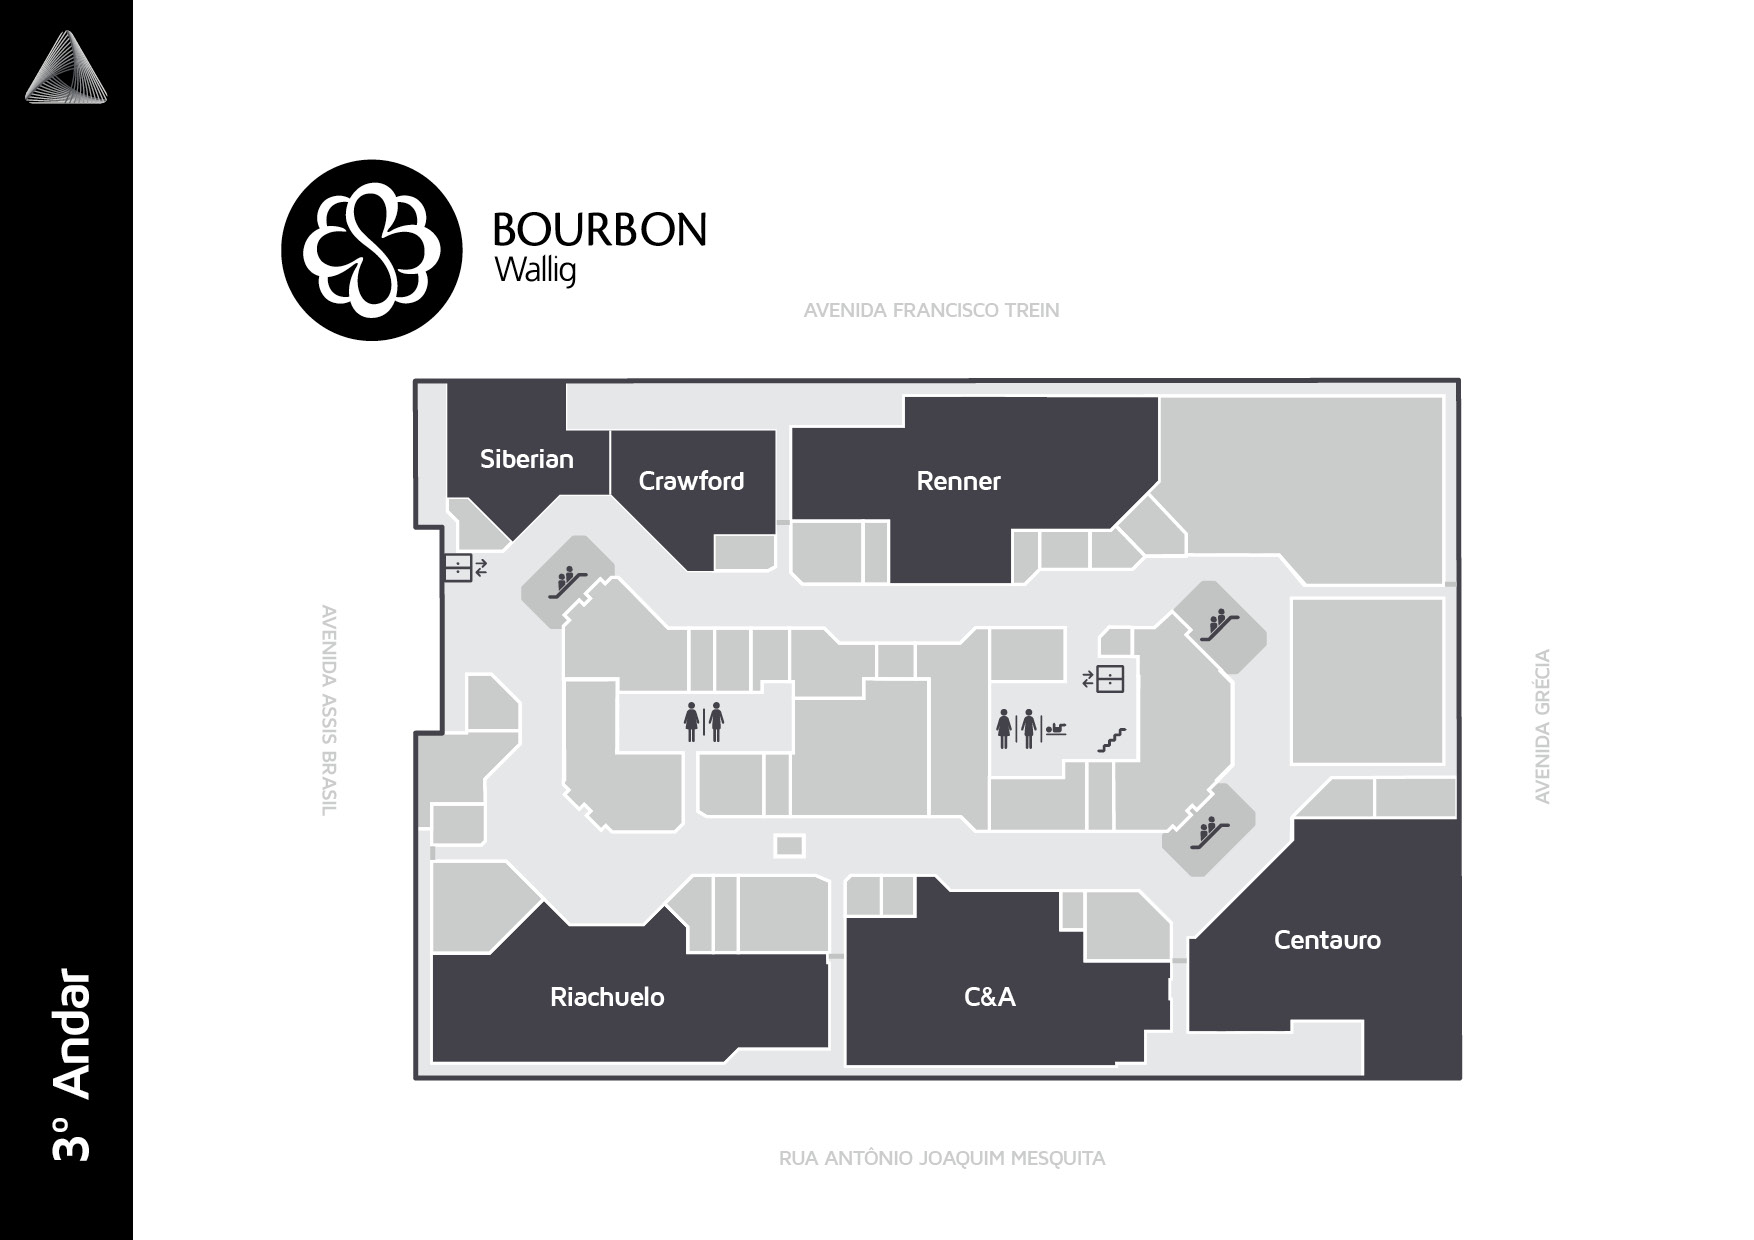 BOURBON
Wallig
AVENIDA FRANCISCO TREIN
Siberian
Crawford
Renner
AVENIDA ASSIS BRASIL
AVENIDA GRÉCIA
Centauro
Riachuelo
C&A
RUA ANTÔNIO JOAQUIM MESQUITA
3º Andar